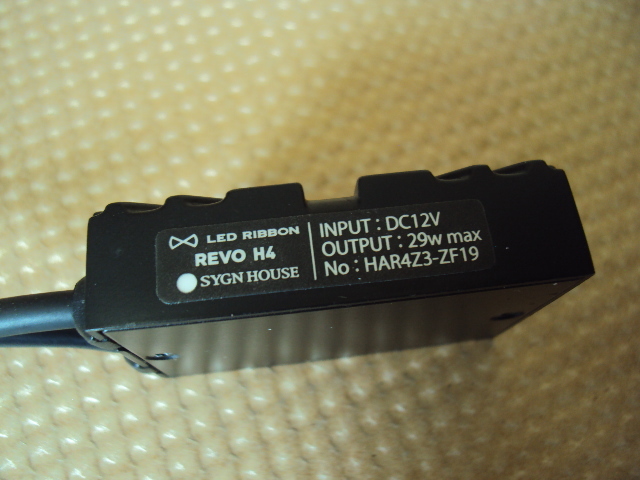 LED RIBBON
REVO H4
SYGN HOUSE
INPUT : DC12V
OUTPUT : 29w max
No : HAR4Z3-ZF19